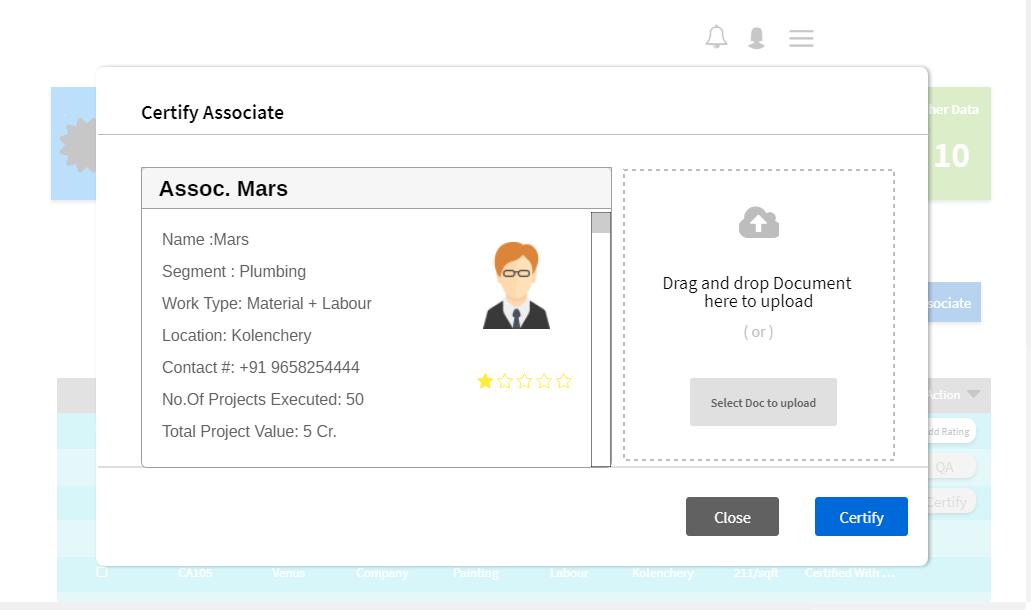 Certify Associate
her Data
10
Assoc. Mars
Name :Mars
Segment : Plumbing
Work Type: Material + Labour
Location: Kolenchery
Contact #: +91 9658254444
No.Of Projects Executed: 50
Total Project Value: 5 Cr.
Drag and drop Document
here to upload
( or )
Select Doc to upload
sociate
Action
dd Rating
QA
Certify
Close
Certify
CA105 Venus Company Painting Labour Kolenchery 211/sqft Certified With ...